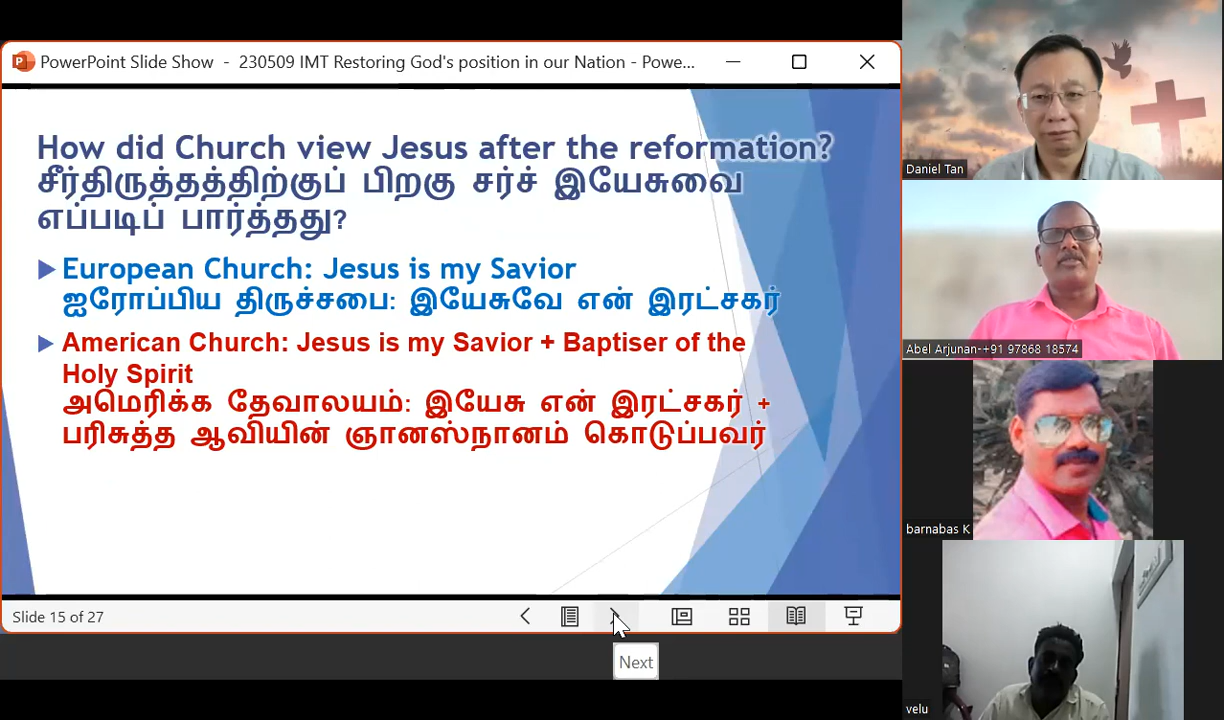 PowerPoint Slide Show - 230509 IMT Restoring God's position in our Nation - Powe...
How did Church view Jesus after the reformation?
சீர்திருத்தத்திற்குப் பிறகு சர்ச் இயேசுவை
எப்படிப் பார்த்தது?
European Church: Jesus is my Savior
ஐரோப்பிய திருச்சபை: இயேசுவே என் இரட்சகர்
American Church: Jesus is my Savior + Baptiser of the
Holy Spirit
அமெரிக்க தேவாலயம்: இயேசு என் இரட்சகர் +
பரிசுத்த ஆவியின் ஞானஸ்நானம் கொடுப்பவர்
Slide 15 of 27
Next
Daniel Tan
Abel Arjunan-+91 97868 18574
barnabas K
velu